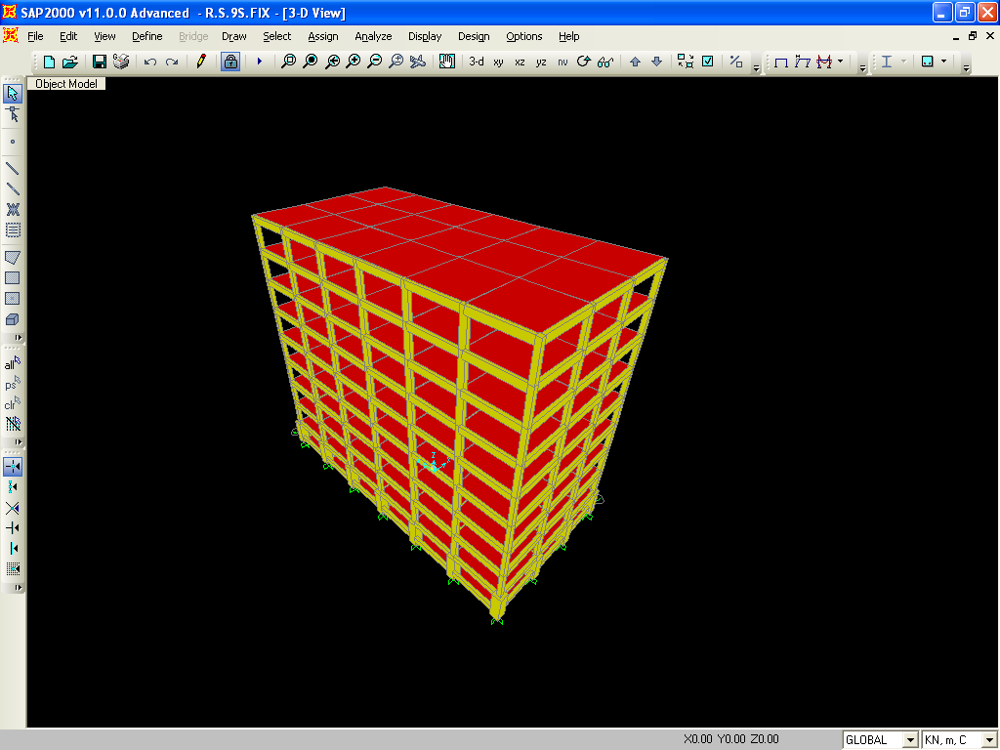 SAP2000 v11.0.0 Advanced - R.S.9S.FIX - [3-D View]
File Edit View Define Bridge Draw Select Assign Analyze Display Design Options Help
3-d xy xz yz nv
Object Model
all
ps
clr
Z
X0.00 Y0.00 Z0.00
GLOBAL
KN, m, C